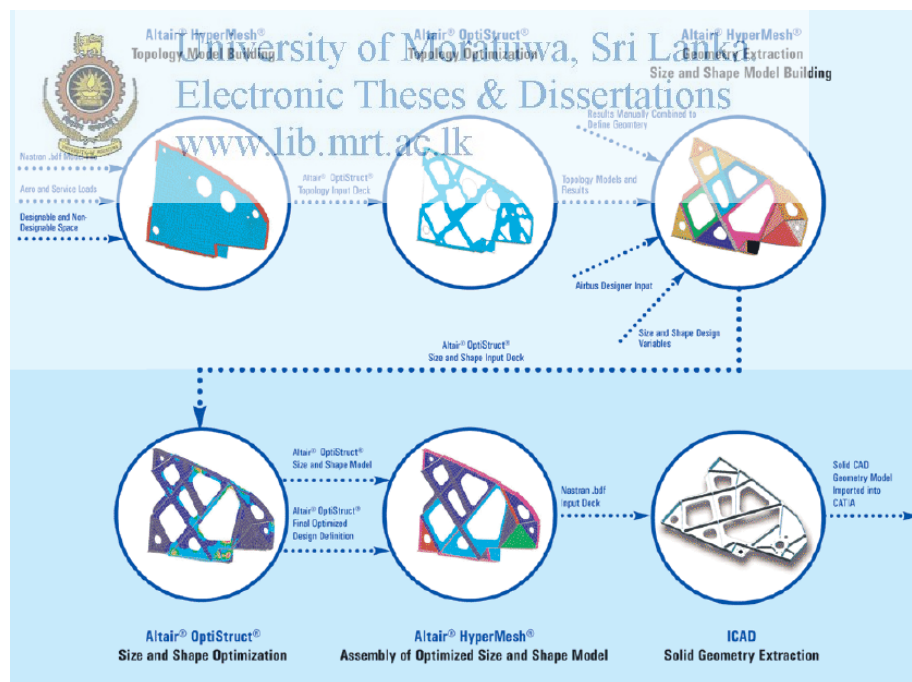 Altair® HyperMesh®
Topology Model Building
Altair® OptiStruct®
Topology Optimization
Altair® HyperMesh®
Geometry Extraction
Size and Shape Model Building
University of Moratuwa, Sri Lanka
Electronic Theses & Dissertations
www.lib.mrt.ac.lk
Nastran .bdf
Aero and Service Loads
Designable and Non-
Designable Space
Altair® OptiStruct®
Topology Input Deck
Topology Models and
Results
Results Manually Combined to
Define Geometry
Airbus Designer Input
Size and Shape Design
Variables
Altair® OptiStruct®
Size and Shape Input Deck
Altair® OptiStruct®
Size and Shape Model
Altair® OptiStruct®
Final Optimized
Design Definition
Nastran .bdf
Input Deck
Solid CAD
Geometry Model
Imported into
CATIA
Altair® OptiStruct®
Size and Shape Optimization
Altair® HyperMesh®
Assembly of Optimized Size and Shape Model
ICAD
Solid Geometry Extraction